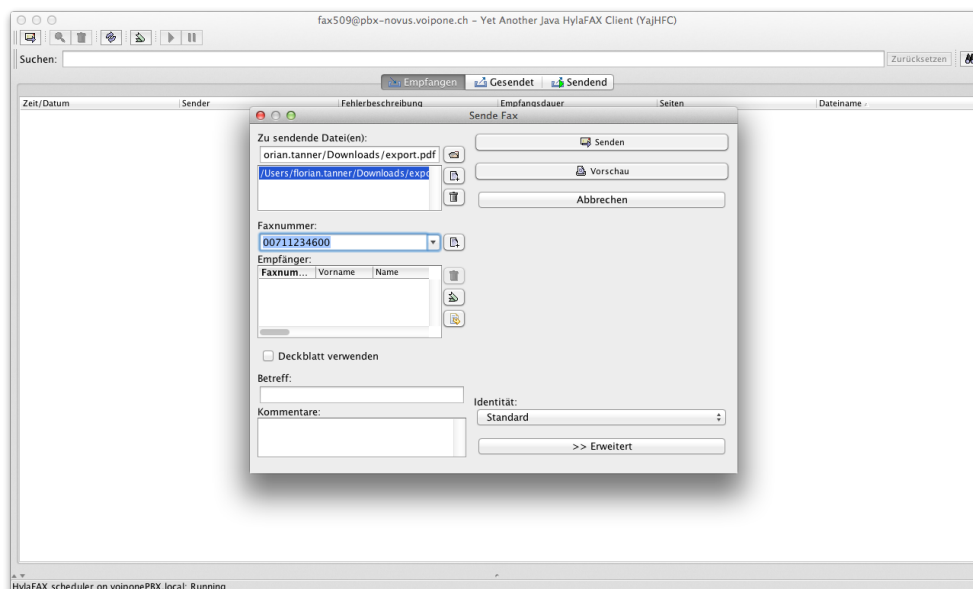 fax509@pbx-novus.voipone.ch – Yet Another Java HylaFAX Client (YajHFC)
Suchen: Zurücksetzen
Empfangen Gesendet Sendend
Zeit/Datum Sender Fehlerbeschreibung Empfangsdauer Seiten Dateiname
Sende Fax
Zu sendende Datei(en):
orian.tanner/Downloads/export.pdf
/Users/florian.tanner/Downloads/expo
Senden
Vorschau
Abbrechen
Faxnummer:
00711234600
Empfänger:
Faxnum... Vorname Name
Deckblatt verwenden
Betreff:
Kommentare:
Identität:
Standard
>> Erweitert
HylaFAX scheduler on voiponePBX.local: Running